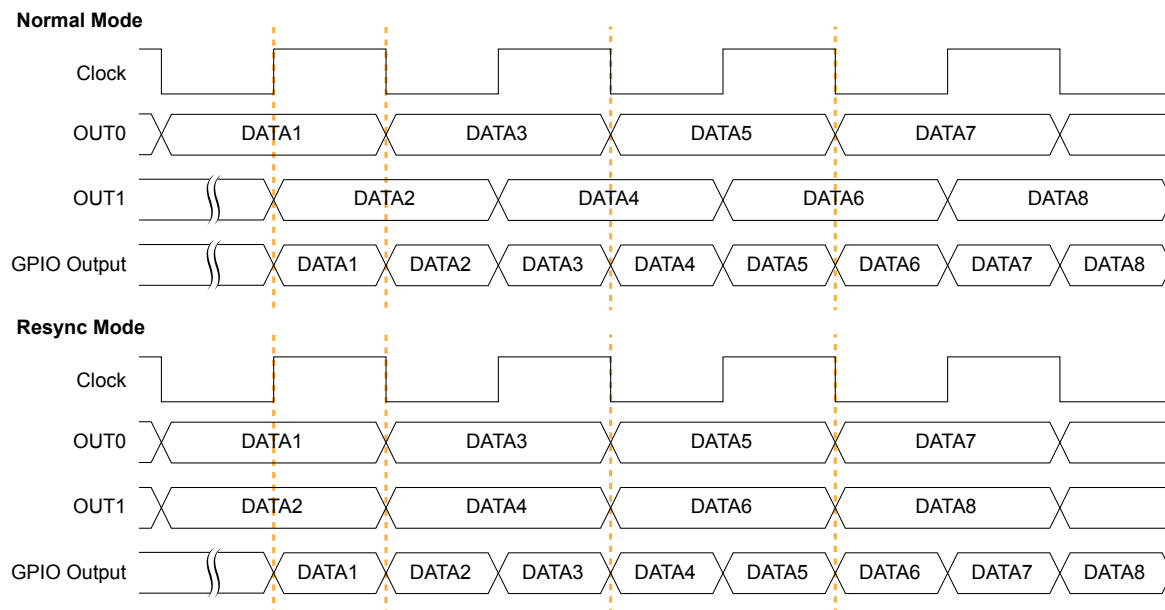 Normal Mode
Clock
OUT0 DATA1 DATA3 DATA5 DATA7
OUT1 DATA2 DATA4 DATA6 DATA8
GPIO Output DATA1 DATA2 DATA3 DATA4 DATA5 DATA6 DATA7 DATA8
Resync Mode
Clock
OUT0 DATA1 DATA3 DATA5 DATA7
OUT1 DATA2 DATA4 DATA6 DATA8
GPIO Output DATA1 DATA2 DATA3 DATA4 DATA5 DATA6 DATA7 DATA8